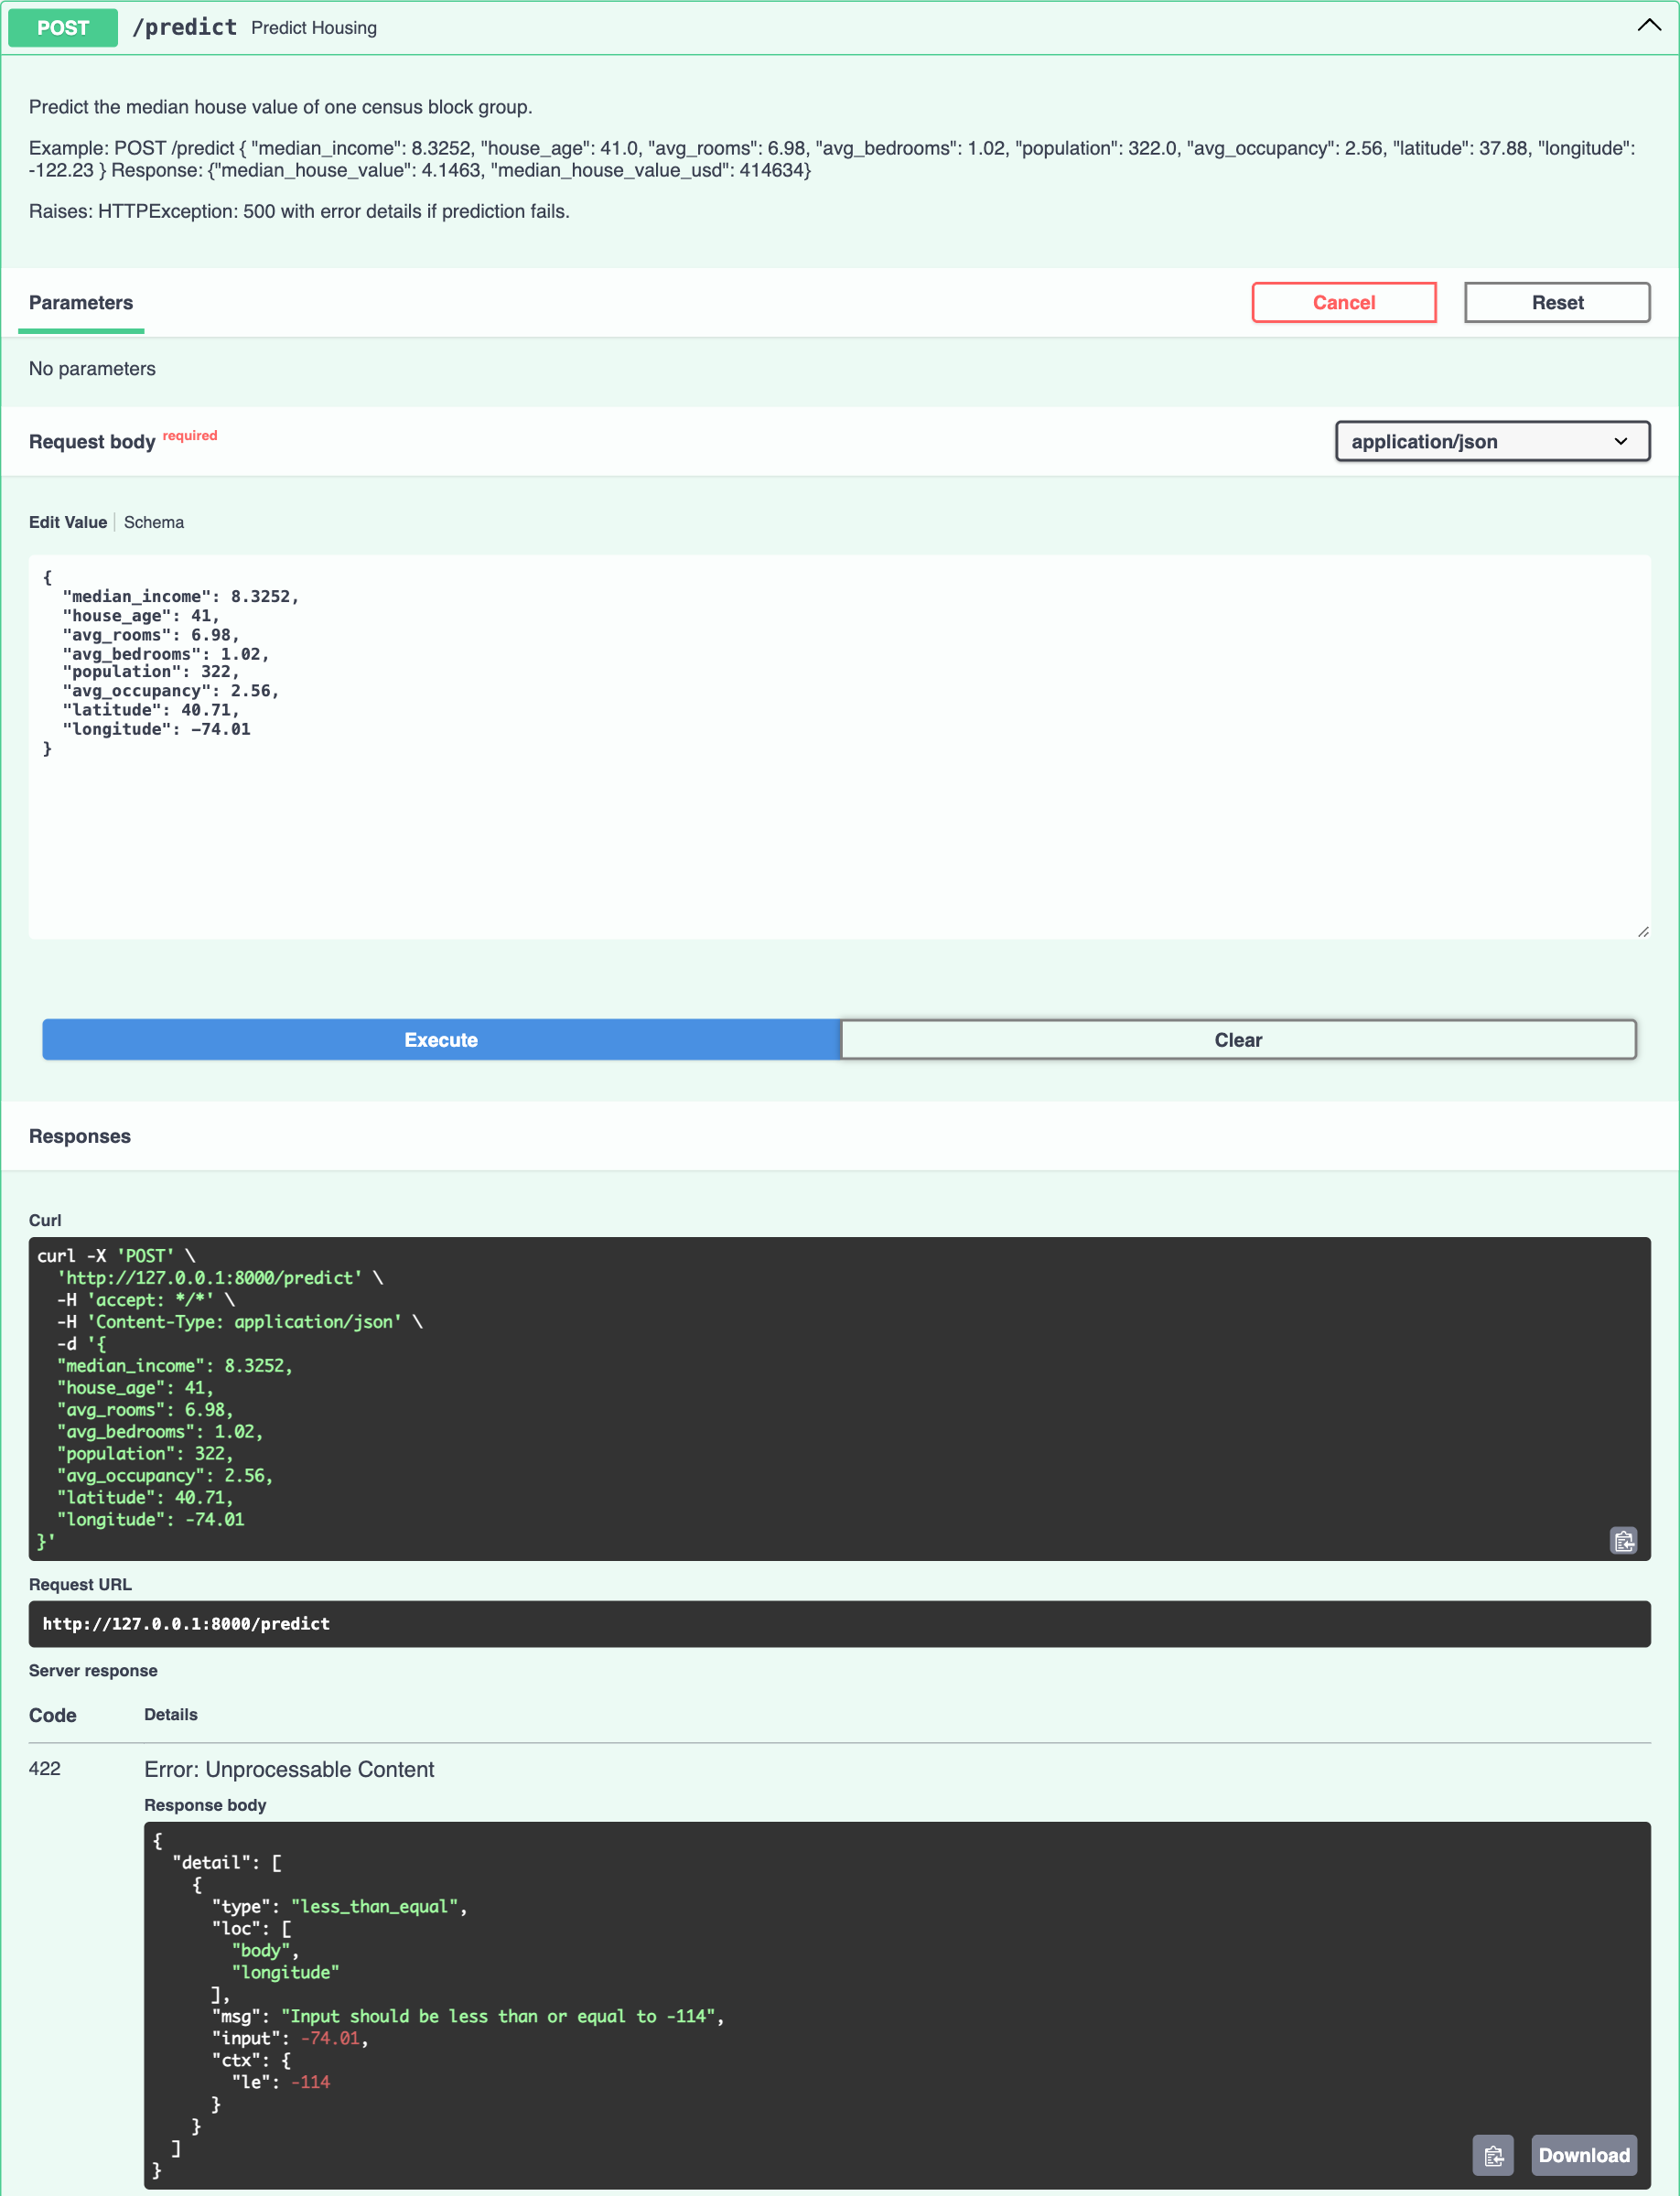 POST /predict Predict Housing
Predict the median house value of one census block group.
Example: POST /predict { "median_income": 8.3252, "house_age": 41.0, "avg_rooms": 6.98, "avg_bedrooms": 1.02, "population": 322.0, "avg_occupancy": 2.56, "latitude": 37.88, "longitude":
-122.23 } Response: {"median_house_value": 4.1463, "median_house_value_usd": 414634}
Raises: HTTPException: 500 with error details if prediction fails.
Parameters Cancel Reset
No parameters
Request body required application/json
Edit Value Schema
{
  "median_income": 8.3252,
  "house_age": 41,
  "avg_rooms": 6.98,
  "avg_bedrooms": 1.02,
  "population": 322,
  "avg_occupancy": 2.56,
  "latitude": 40.71,
  "longitude": -74.01
}
Execute Clear
Responses
Curl
curl -X 'POST' \
  'http://127.0.0.1:8000/predict' \
  -H 'accept: */*' \
  -H 'Content-Type: application/json' \
  -d '{
  "median_income": 8.3252,
  "house_age": 41,
  "avg_rooms": 6.98,
  "avg_bedrooms": 1.02,
  "population": 322,
  "avg_occupancy": 2.56,
  "latitude": 40.71,
  "longitude": -74.01
}'
Request URL
http://127.0.0.1:8000/predict
Server response
Code Details
422 Error: Unprocessable Content
Response body
{
  "detail": [
    {
      "type": "less_than_equal",
      "loc": [
        "body",
        "longitude"
      ],
      "msg": "Input should be less than or equal to -114",
      "input": -74.01,
      "ctx": {
        "le": -114
      }
    }
  ]
}
Download